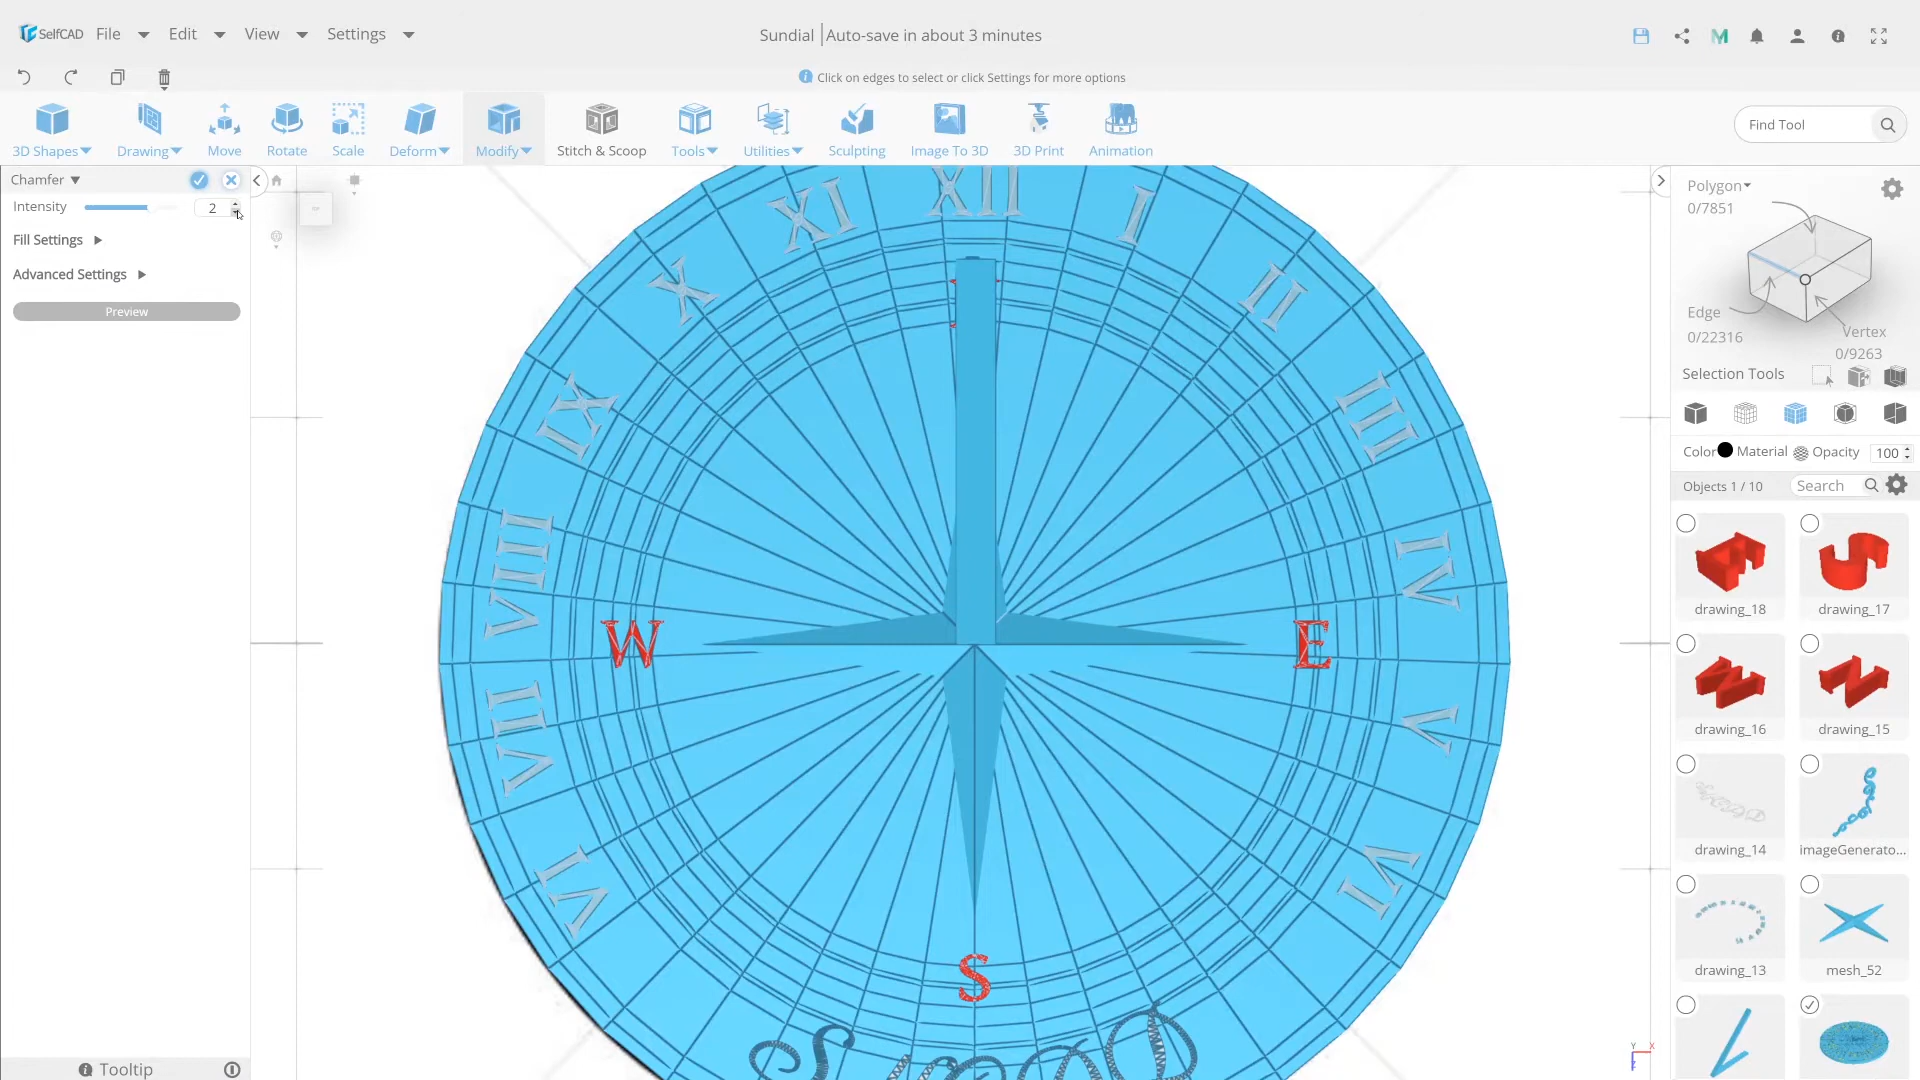 SelfCAD File Edit View Settings
Sundial Auto-save in about 3 minutes
Click on edges to select or click Settings for more options
3D Shapes Drawing Move Rotate Scale Deform Modify Stitch & Scoop Tools Utilities Sculpting Image To 3D 3D Print Animation
Find Tool
Chamfer
Intensity 2
Fill Settings
Advanced Settings
Preview
Tooltip
XII
XI
I
X
II
IX
III
VIIII
IV
W
E
VIII
V
IV
VI
S
Polygon
0/7851
Edge
0/22316
Vertex
0/9263
Selection Tools
Color Material Opacity 100
Objects 1 / 10 Search
drawing_18 drawing_17
drawing_16 drawing_15
drawing_14 imageGenerato...
drawing_13 mesh_52
Y X